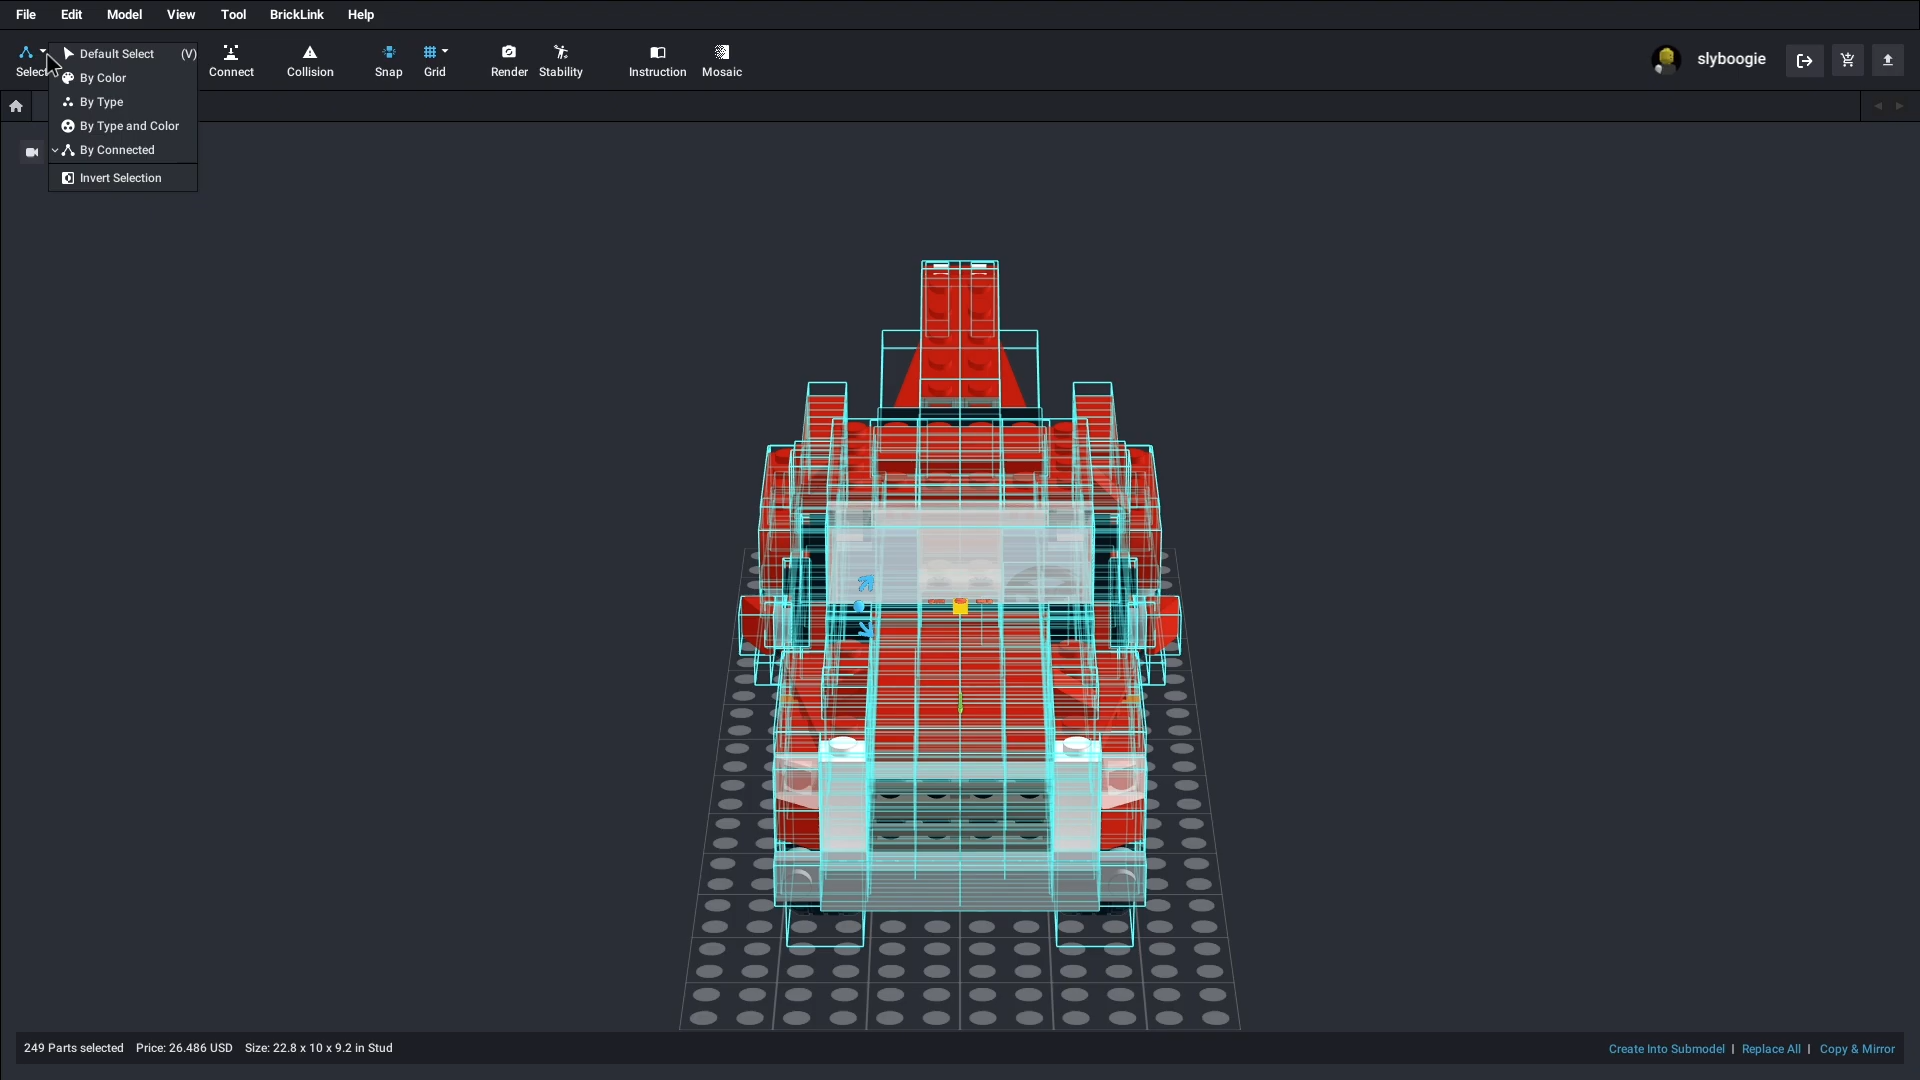 File Edit Model View Tool BrickLink Help
Select Connect Collision Snap Grid Render Stability Instruction Mosaic slyboogie
Default Select (V)
By Color
By Type
By Type and Color
By Connected
Invert Selection
249 Parts selected Price: 26.486 USD Size: 22.8 x 10 x 9.2 in Stud Create Into Submodel | Replace All | Copy & Mirror